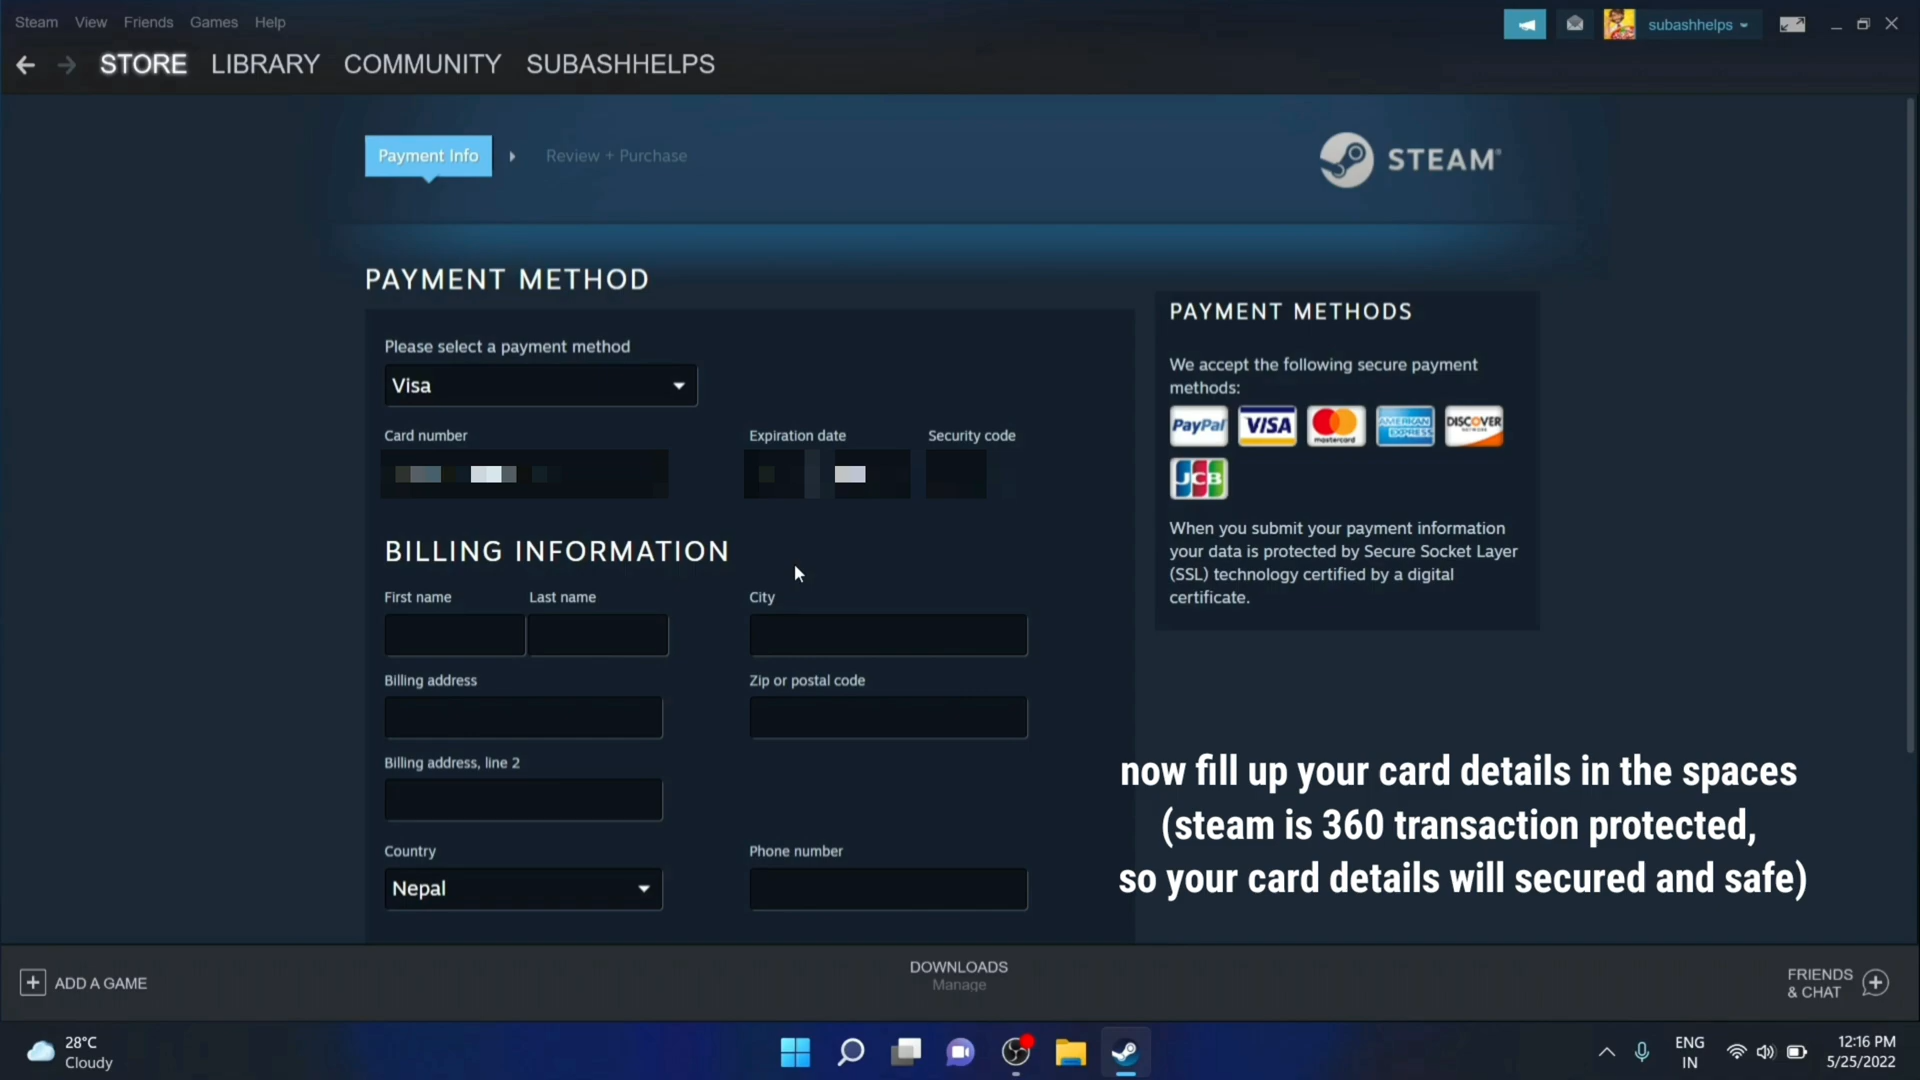 Steam View Friends Games Help
subashhelps
STORE LIBRARY COMMUNITY SUBASHHELPS
Payment Info
Review + Purchase
STEAM®
PAYMENT METHOD
Please select a payment method
Visa
Card number
Expiration date
Security code
BILLING INFORMATION
First name
Last name
City
Billing address
Zip or postal code
Billing address, line 2
Country
Phone number
Nepal
PAYMENT METHODS
We accept the following secure payment
methods:
PayPal
VISA
mastercard
AMERICAN
EXPRESS
DISCOVER
JCB
When you submit your payment information
your data is protected by Secure Socket Layer
(SSL) technology certified by a digital
certificate.
now fill up your card details in the spaces
(steam is 360 transaction protected,
so your card details will secured and safe)
ADD A GAME
DOWNLOADS
Manage
FRIENDS
& CHAT
28°C
Cloudy
ENG
IN
12:16 PM
5/25/2022